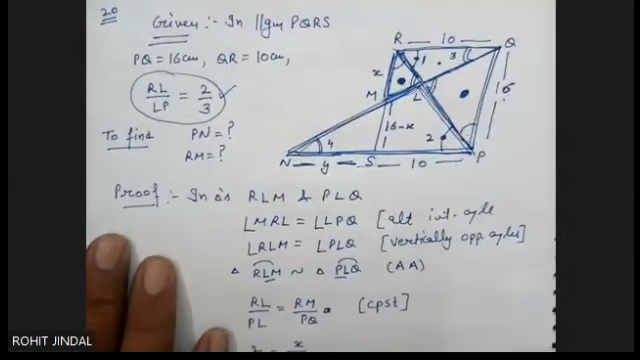 20
Given :- In ||gm PQRS
PQ = 16cm, QR = 10cm,
RL/LP = 2/3
To find PN = ?
RM = ?
R 10 Q
x 1 3
M L 16
16-x
4 2
N y S 10 P
Proof :- In Δs RLM & PLQ
∠MRL = ∠LPQ [alt int. angle]
∠RLM = ∠PLQ [vertically opp angles]
Δ RLM ~ Δ PLQ (AA)
RL/PL = RM/PQ [cpst]
2 = x
ROHIT JINDAL